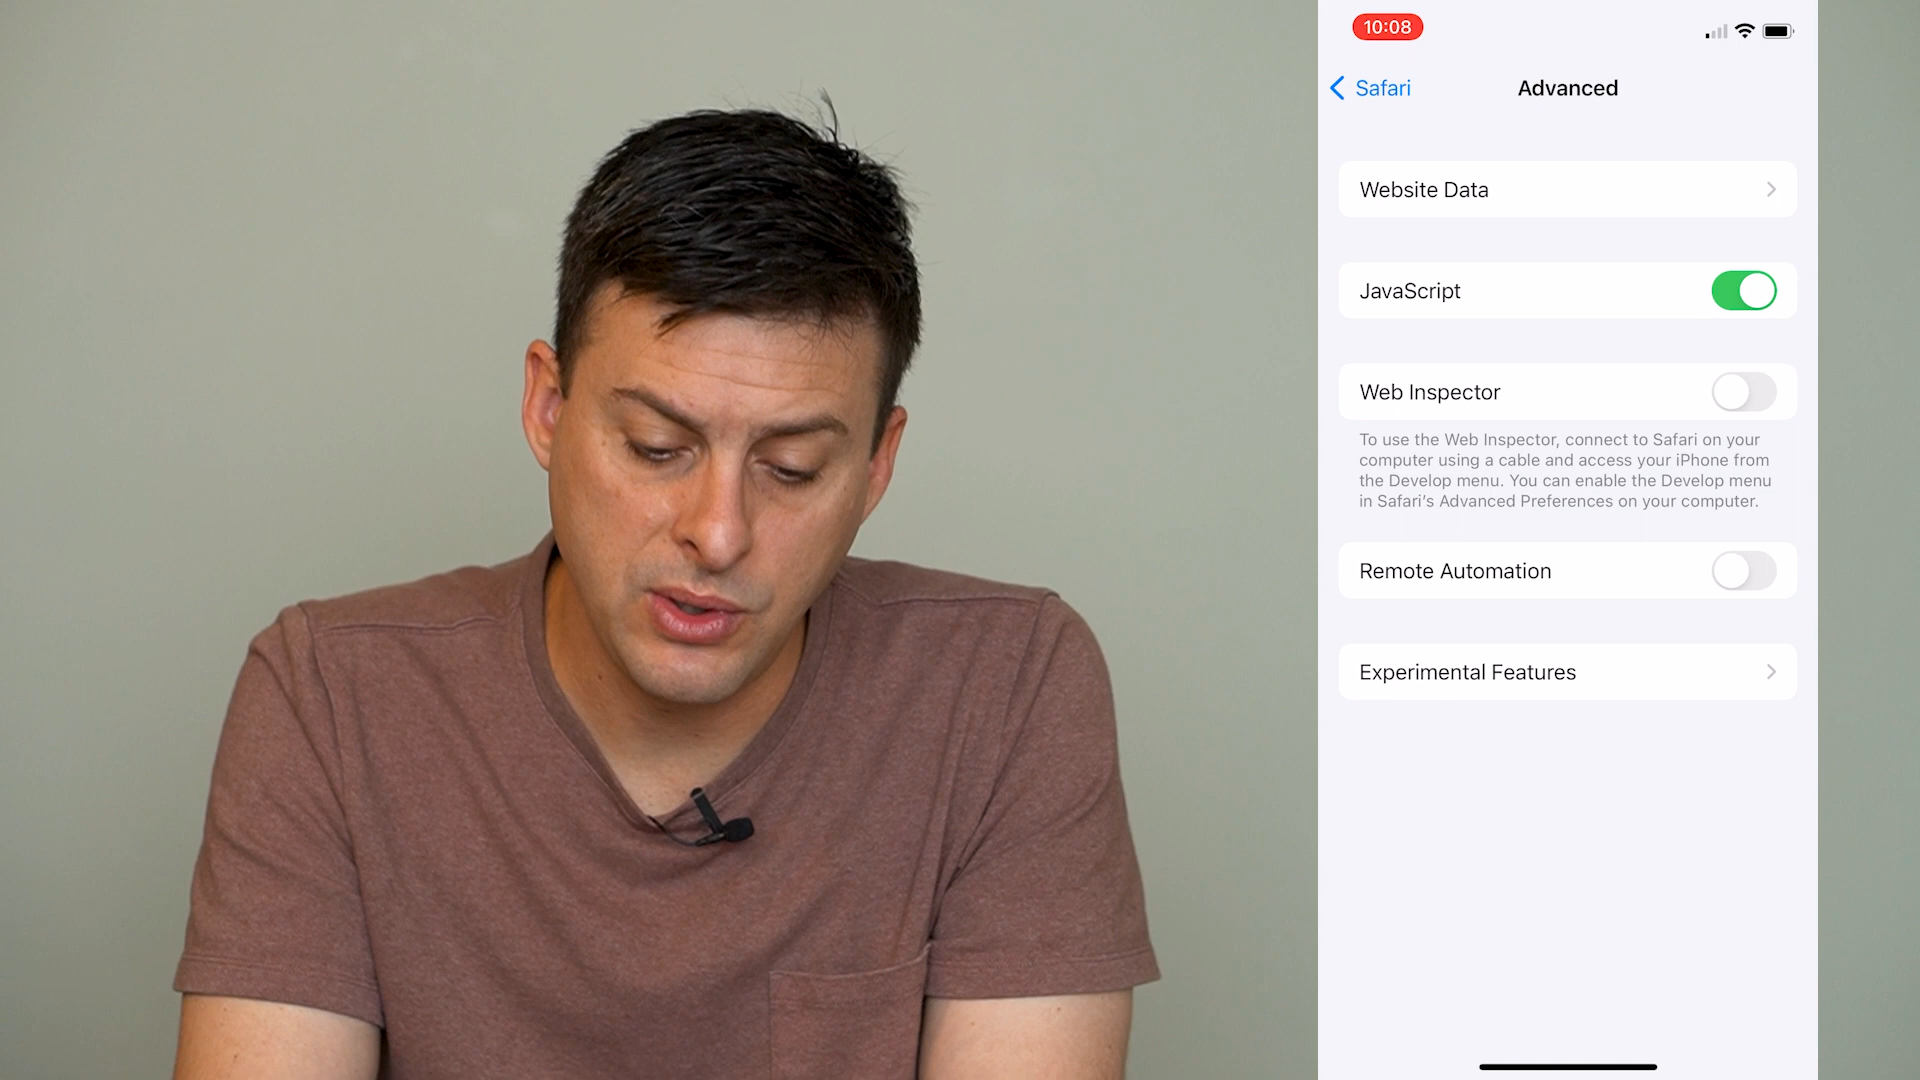 10:08
Safari
Advanced
Website Data
JavaScript
Web Inspector
To use the Web Inspector, connect to Safari on your
computer using a cable and access your iPhone from
the Develop menu. You can enable the Develop menu
in Safari's Advanced Preferences on your computer.
Remote Automation
Experimental Features